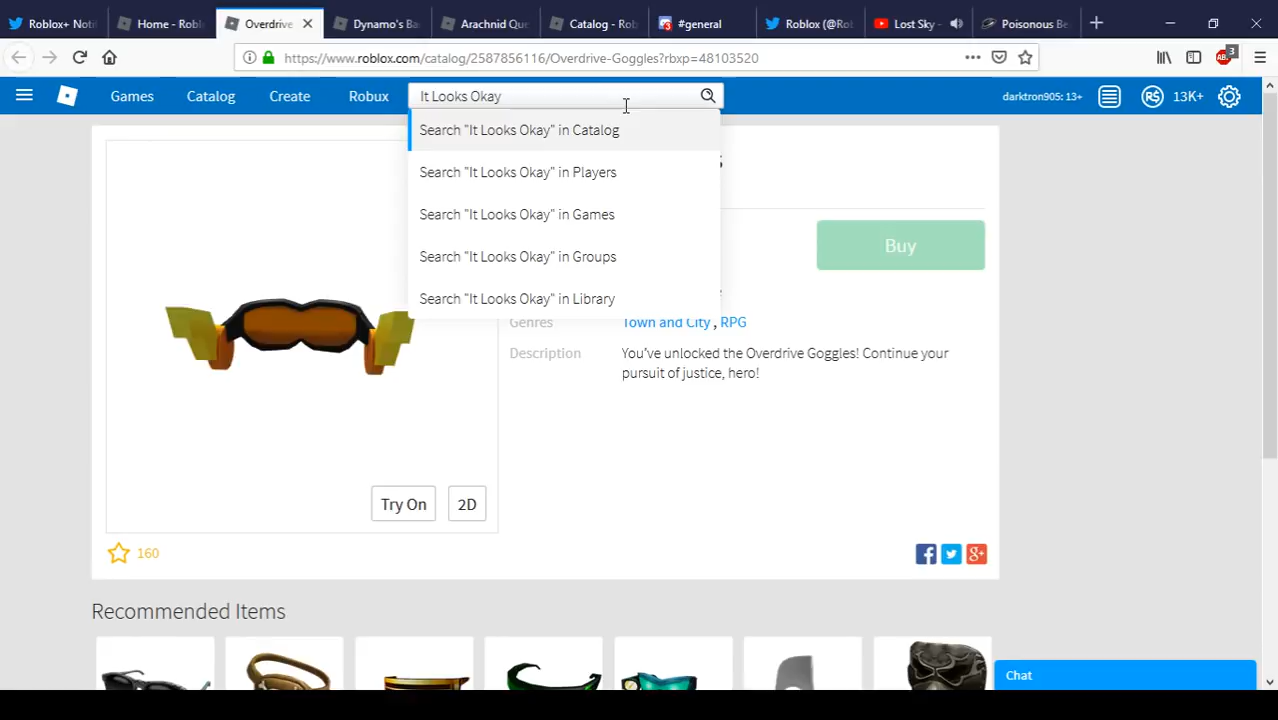 Roblox+ Noti
Home - Roblo
Overdrive
Dynamo's Ba
Arachnid Que
Catalog - Rob
#general
Roblox (@Rob
Lost Sky -
Poisonous Be
https://www.roblox.com/catalog/2587856116/Overdrive-Goggles?rbxp=48103520
3
Games
Catalog
Create
Robux
It Looks Okay
darktron905: 13+
R$
13K+
Search "It Looks Okay" in Catalog
Search "It Looks Okay" in Players
Search "It Looks Okay" in Games
Search "It Looks Okay" in Groups
Search "It Looks Okay" in Library
Buy
Genres
Town and City , RPG
Description
You've unlocked the Overdrive Goggles! Continue your
pursuit of justice, hero!
Try On
2D
160
Recommended Items
Chat